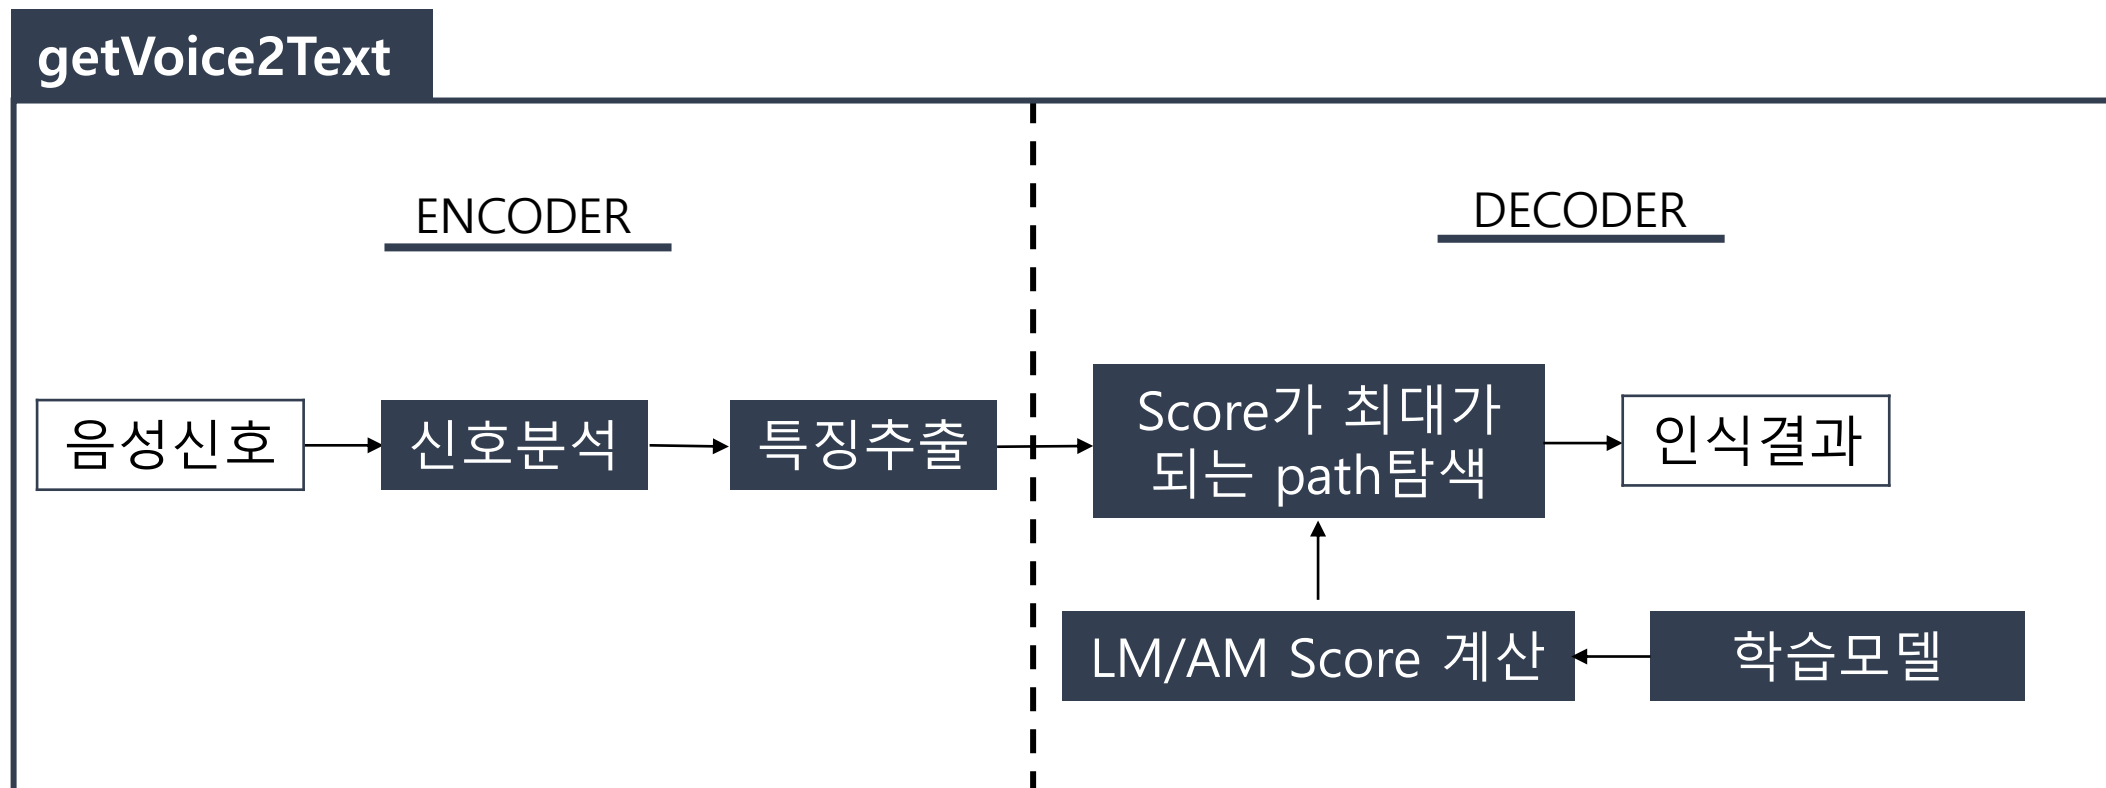 getVoice2Text
ENCODER
DECODER
음성신호
신호분석
특징추출
Score가 최대가
되는 path탐색
인식결과
LM/AM Score 계산
학습모델